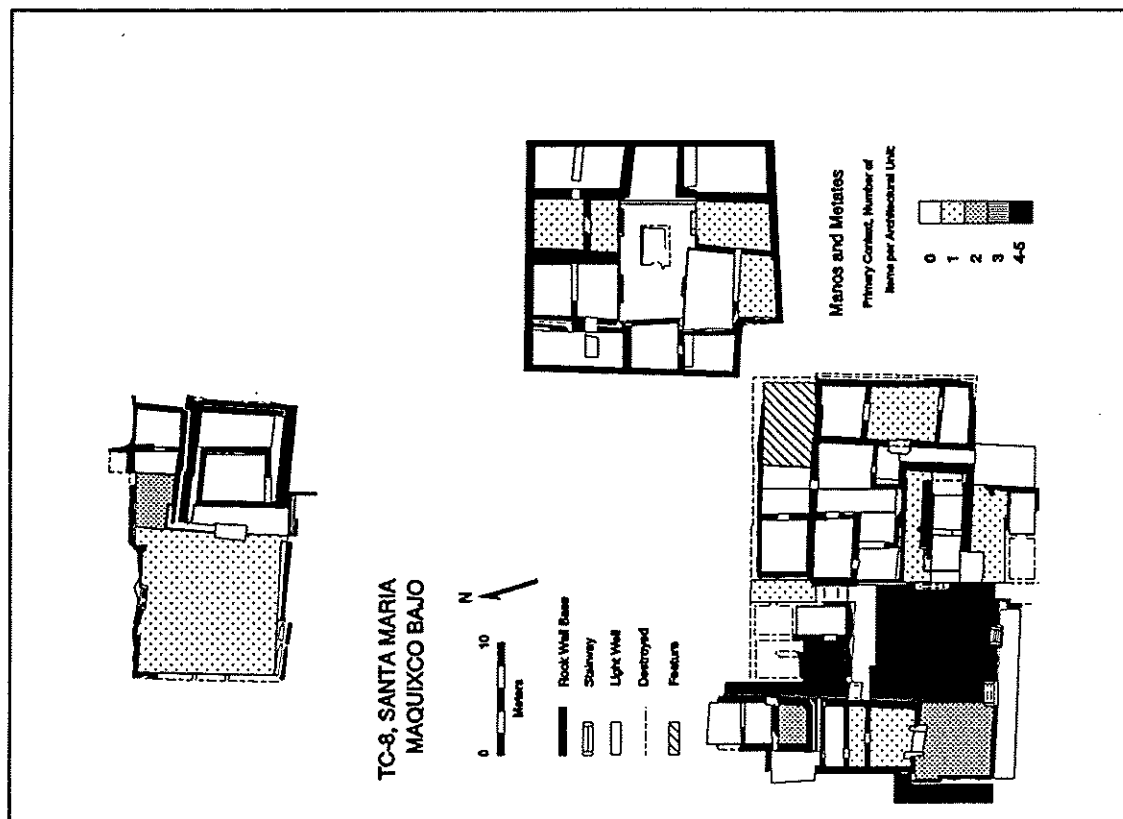 TC-8, SANTA MARIA
MAQUIXCO BAJO
N
0 10
Meters
Rock Wall Base
Stairway
Light Well
Destroyed
Feature
Manos and Metates
Primary Context, Number of
Items per Architectural Unit:
0
1
2
3
4-5